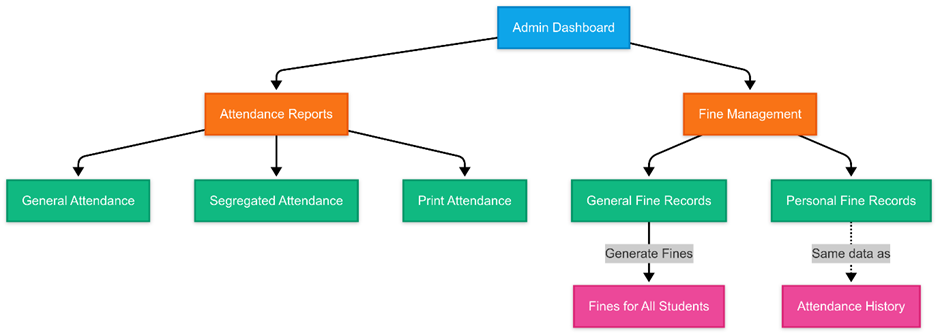 Admin Dashboard
Attendance Reports
Fine Management
General Attendance
Segregated Attendance
Print Attendance
General Fine Records
Personal Fine Records
Generate Fines
Same data as
Fines for All Students
Attendance History